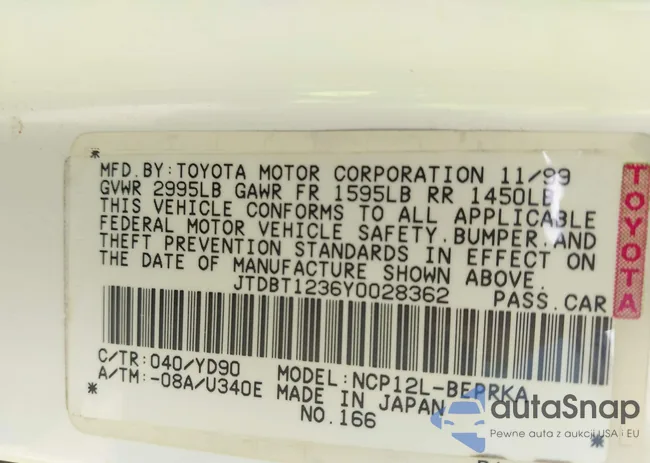 MFD.BY:TOYOTA MOTOR CORPORATION 11/99
GVWR 2995LB GAWR FR 1595LB RR 1450LB
THIS VEHICLE CONFORMS TO ALL APPLICABLE
FEDERAL MOTOR VEHICLE SAFETY.BUMPER.AND
THEFT PREVENTION STANDARDS IN EFFECT ON
THE DATE OF MANUFACTURE SHOWN ABOVE.
JTDBT1236Y0028362 PASS.CAR
C/TR:040/YD90 MODEL:NCP12L-BEPRKA
A/TM:-08A/U340E MADE IN JAPAN
NO.166
TOYOTA
autaSnap
Pewne auta z aukcji USA i EU